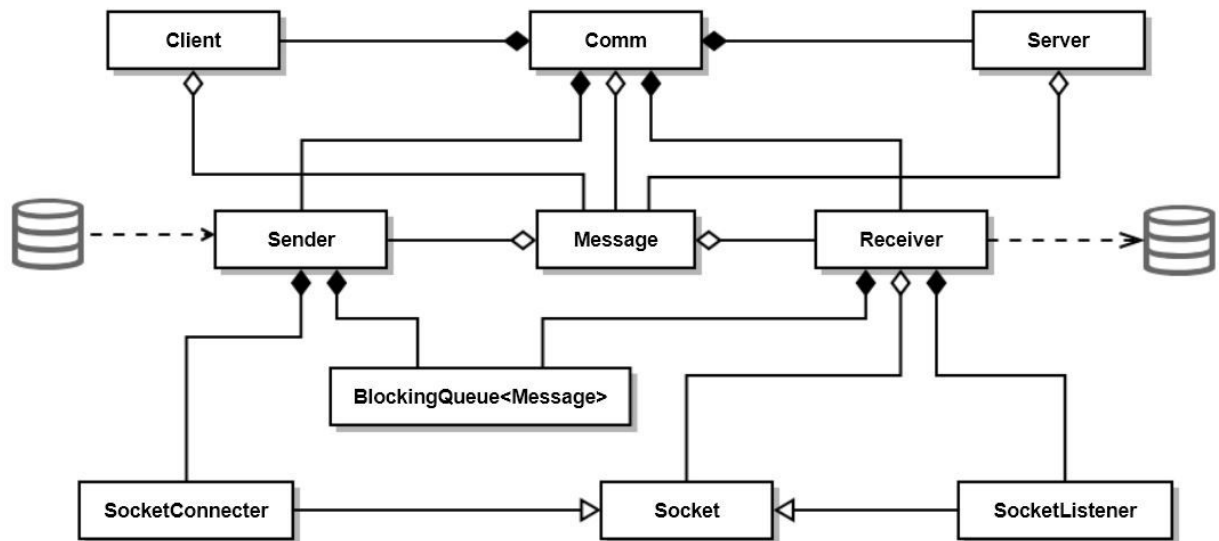 Client
Comm
Server
Sender
Message
Receiver
BlockingQueue<Message>
SocketConnecter
Socket
SocketListener